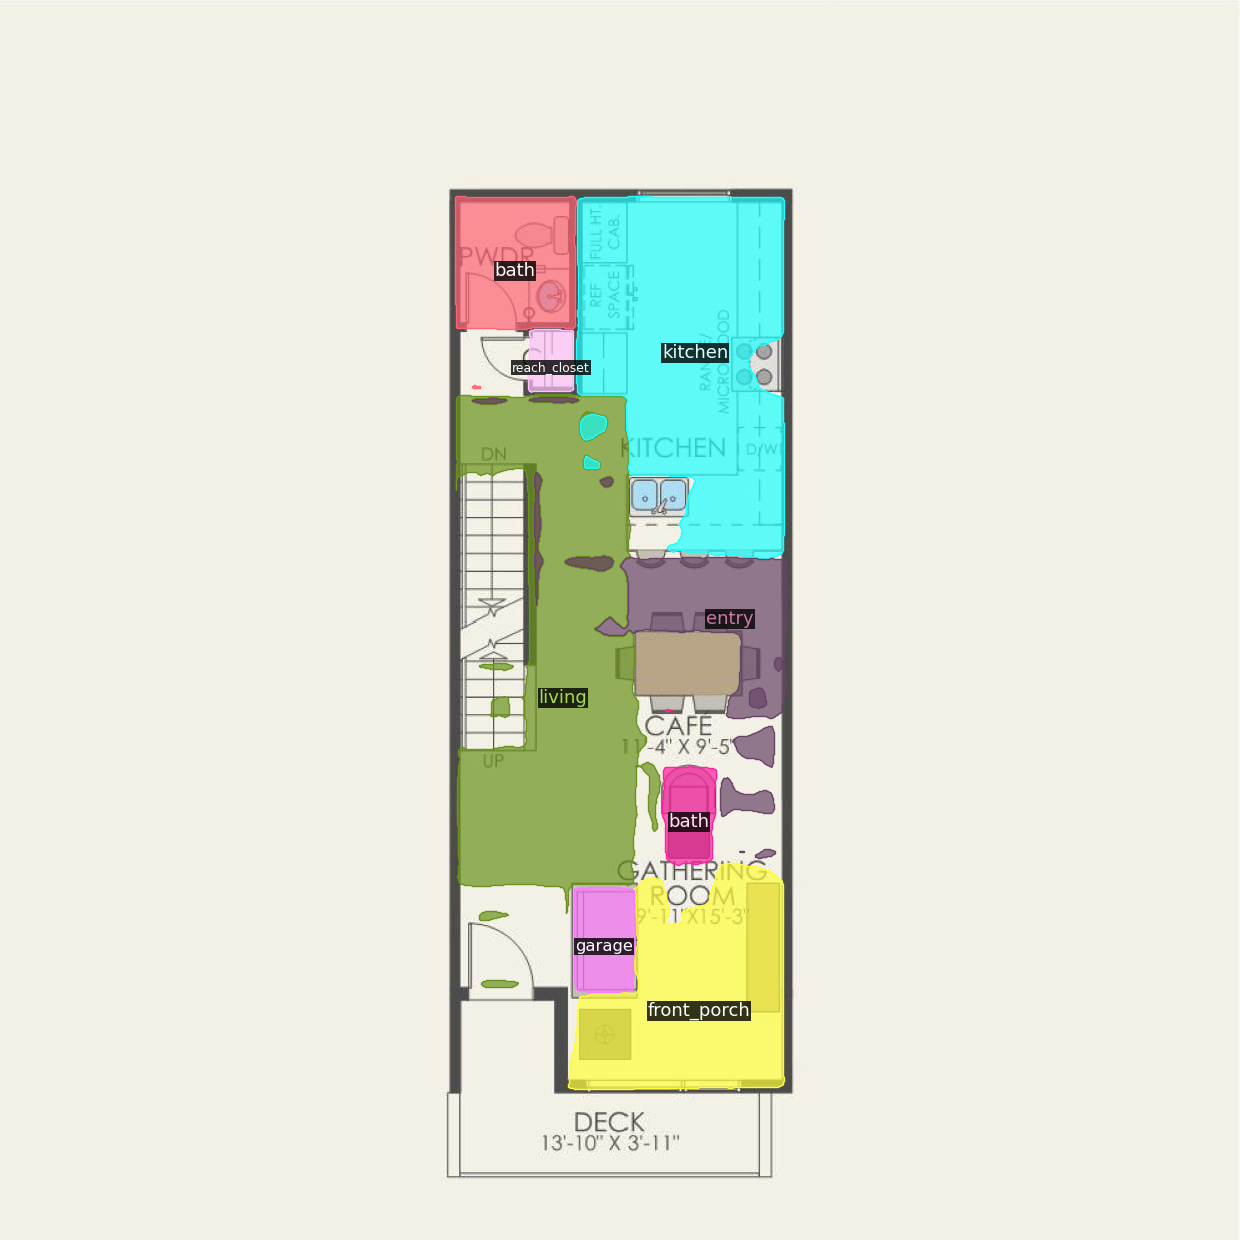 FULL HT.
CAB.
PWDR
bath
REF
SPACE
kitchen
RANGE/
MICROHOOD
reach_closet
KITCHEN
D/W
DN
entry
living
CAFE
11'-4" X 9'-5"
UP
bath
GATHERING
ROOM
9'-11"X15'-3"
garage
front_porch
DECK
13'-10" X 3'-11"